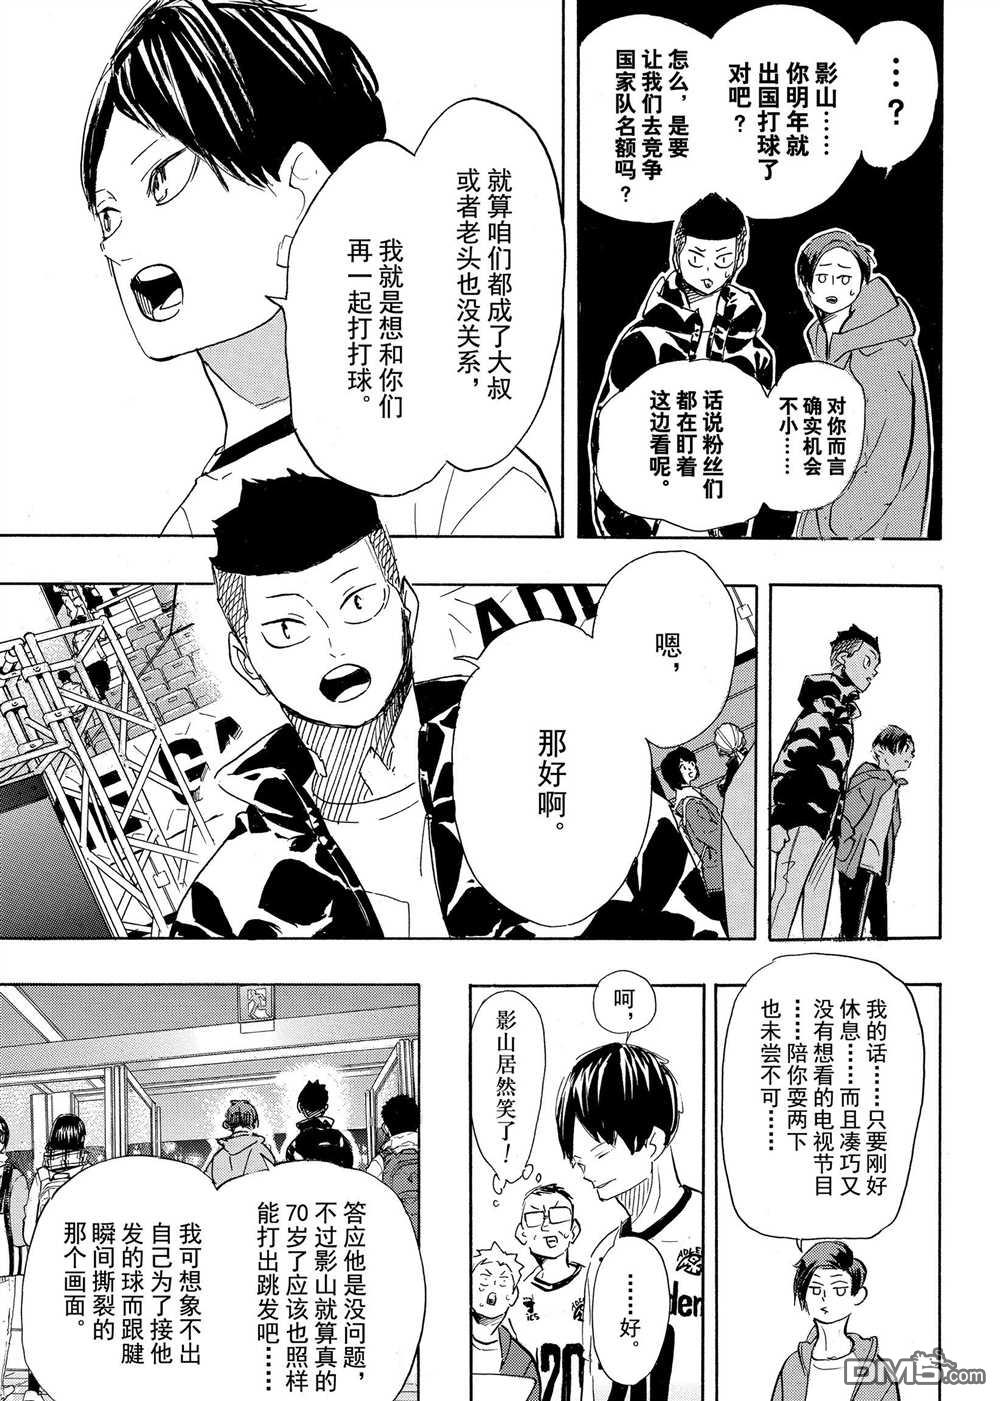 …？
影山……
你明年就
出国打球了
对吧？
怎么，是要
让我们去竞争
国家队名额吗？
对你而言
确实机会
不小……
话说粉丝们
都在盯着
这边看呢。
就算咱们都成了大叔
或者老头也没关系，
我就是想和你们
再一起打打球。
嗯，
那好啊。
我的话……只要刚好
休息……而且凑巧又
没有想看的电视节目
……陪你耍两下
也未尝不可……
呵，
影山居然笑了！
……好。
答应他是没问题，
不过影山就算真的
70岁了应该也照样
能打出跳发吧……
我可想象不出
自己为了接他
发的球而跟腱
瞬间撕裂的
那个画面。
DM5.com